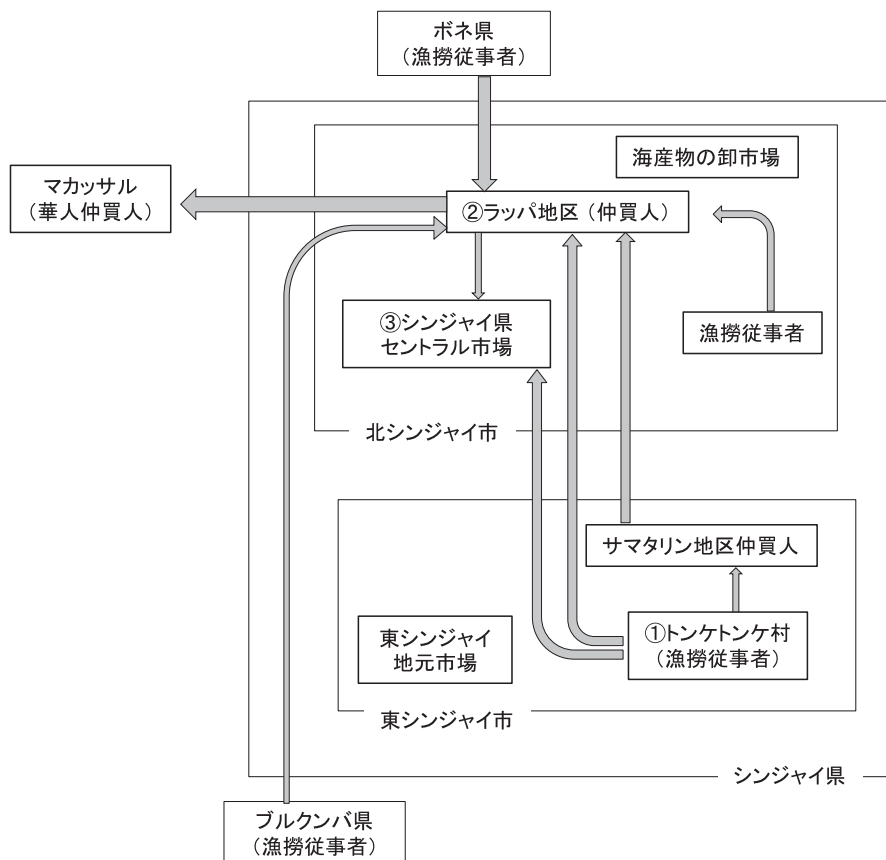 ボネ県
（漁撈従事者）
海産物の卸市場
マカッサル
（華人仲買人）
②ラッパ地区（仲買人）
③シンジャイ県
セントラル市場
漁撈従事者
北シンジャイ市
サマタリン地区仲買人
東シンジャイ
地元市場
①トンケトンケ村
（漁撈従事者）
東シンジャイ市
シンジャイ県
ブルクンバ県
（漁撈従事者）